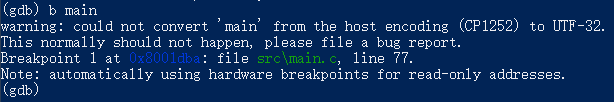 (gdb) b main
warning: could not convert 'main' from the host encoding (CP1252) to UTF-32.
This normally should not happen, please file a bug report.
Breakpoint 1 at 0x8001dba: file src\main.c, line 77.
Note: automatically using hardware breakpoints for read-only addresses.
(gdb)